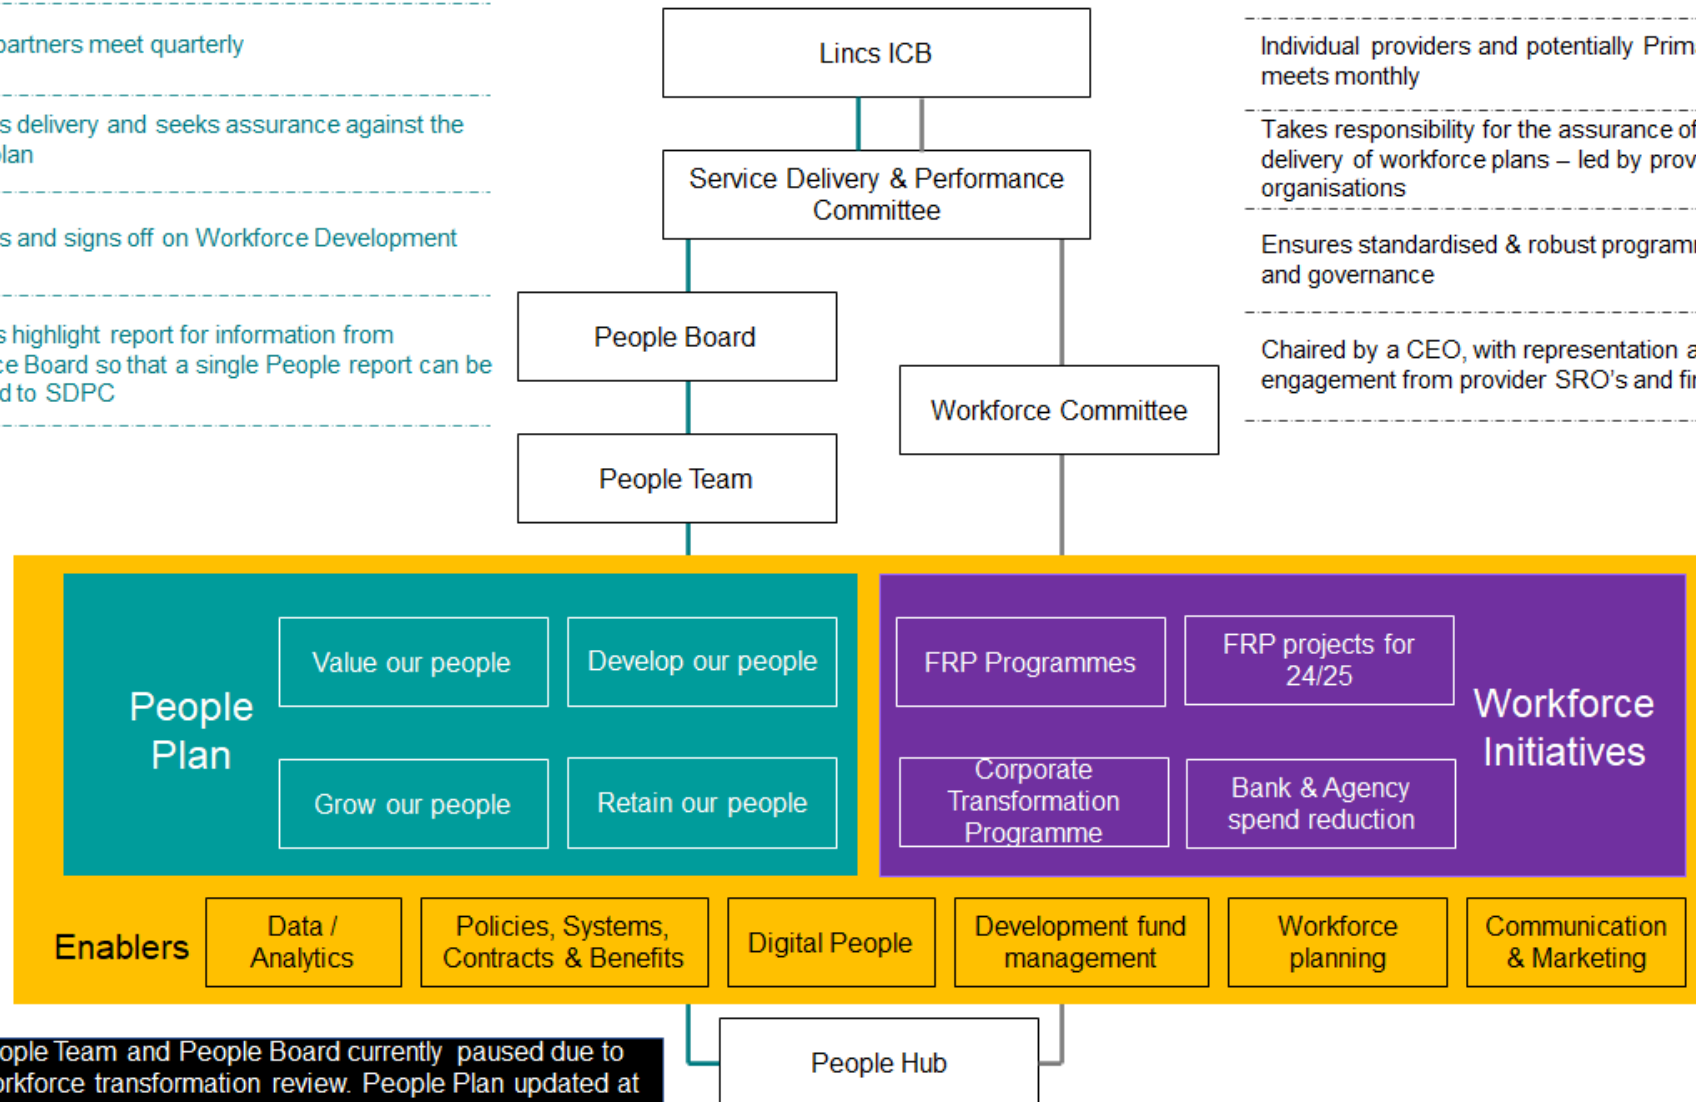 partners meet quarterly
s delivery and seeks assurance against the
plan
s and signs off on Workforce Development
s highlight report for information from
ce Board so that a single People report can be
d to SDPC
Lincs ICB
Service Delivery & Performance
Committee
People Board
People Team
Workforce Committee
Individual providers and potentially Prim
meets monthly
Takes responsibility for the assurance of
delivery of workforce plans – led by prov
organisations
Ensures standardised & robust program
and governance
Chaired by a CEO, with representation a
engagement from provider SRO's and fi
People
Plan
Value our people
Develop our people
Grow our people
Retain our people
FRP Programmes
FRP projects for
24/25
Corporate
Transformation
Programme
Bank & Agency
spend reduction
Workforce
Initiatives
Enablers
Data /
Analytics
Policies, Systems,
Contracts & Benefits
Digital People
Development fund
management
Workforce
planning
Communication
& Marketing
People Hub
ople Team and People Board currently paused due to
orkforce transformation review. People Plan updated at